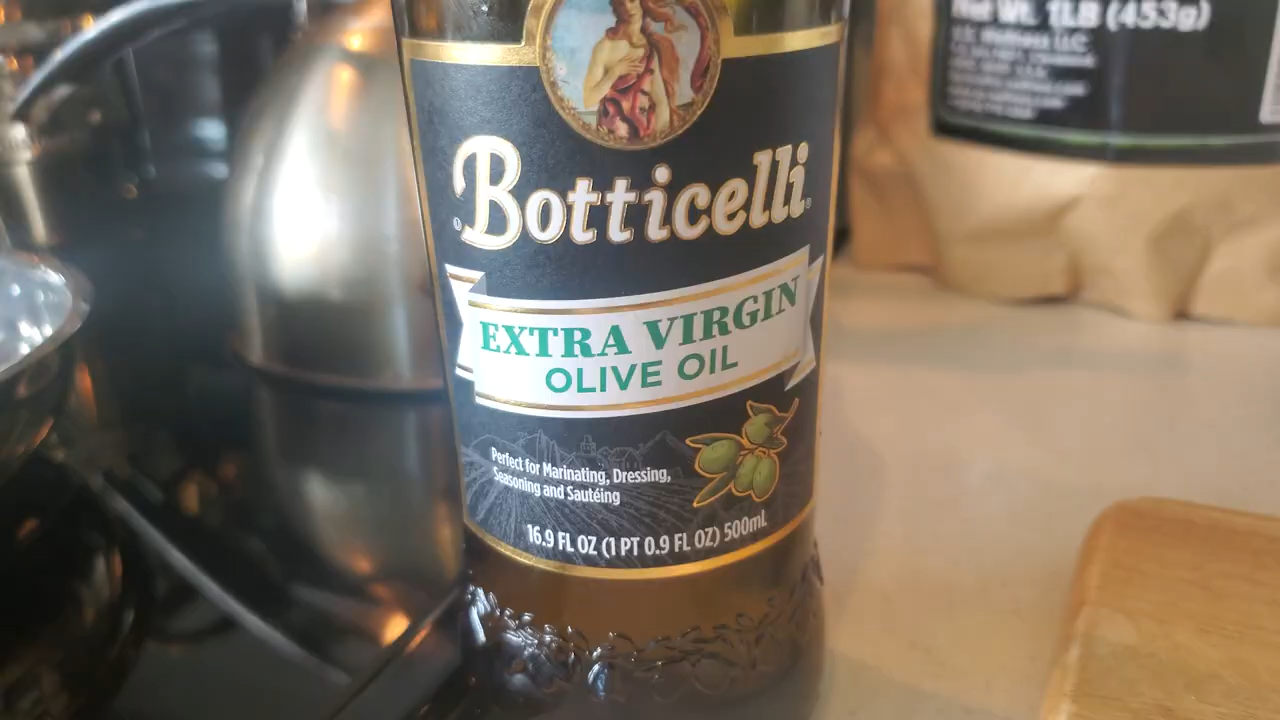 Net Wt. 1LB (453g)
Botticelli
EXTRA VIRGIN
OLIVE OIL
Perfect for Marinating, Dressing,
Seasoning and Sautéing
16.9 FL OZ (1 PT 0.9 FL OZ) 500mL